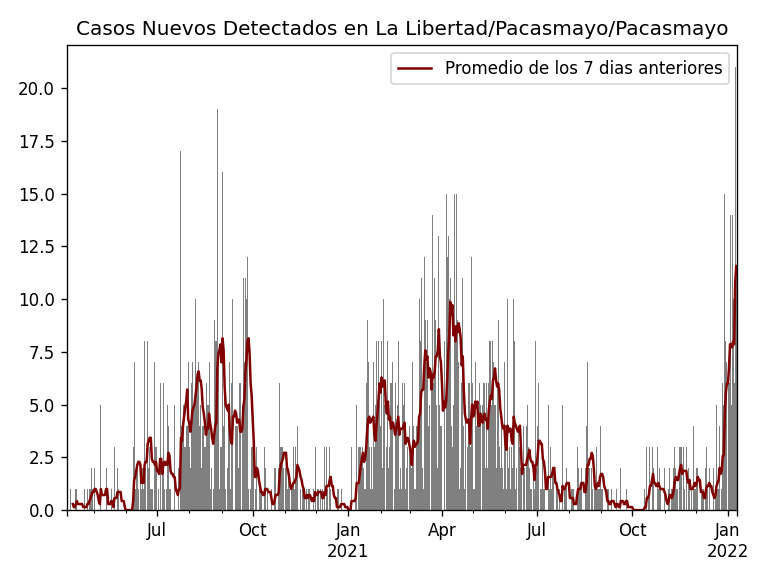 Casos Nuevos Detectados en La Libertad/Pacasmayo/Pacasmayo
Promedio de los 7 dias anteriores
20.0
17.5
15.0
12.5
10.0
7.5
5.0
2.5
0.0
Jul
Oct
Jan
2021
Apr
Jul
Oct
Jan
2022